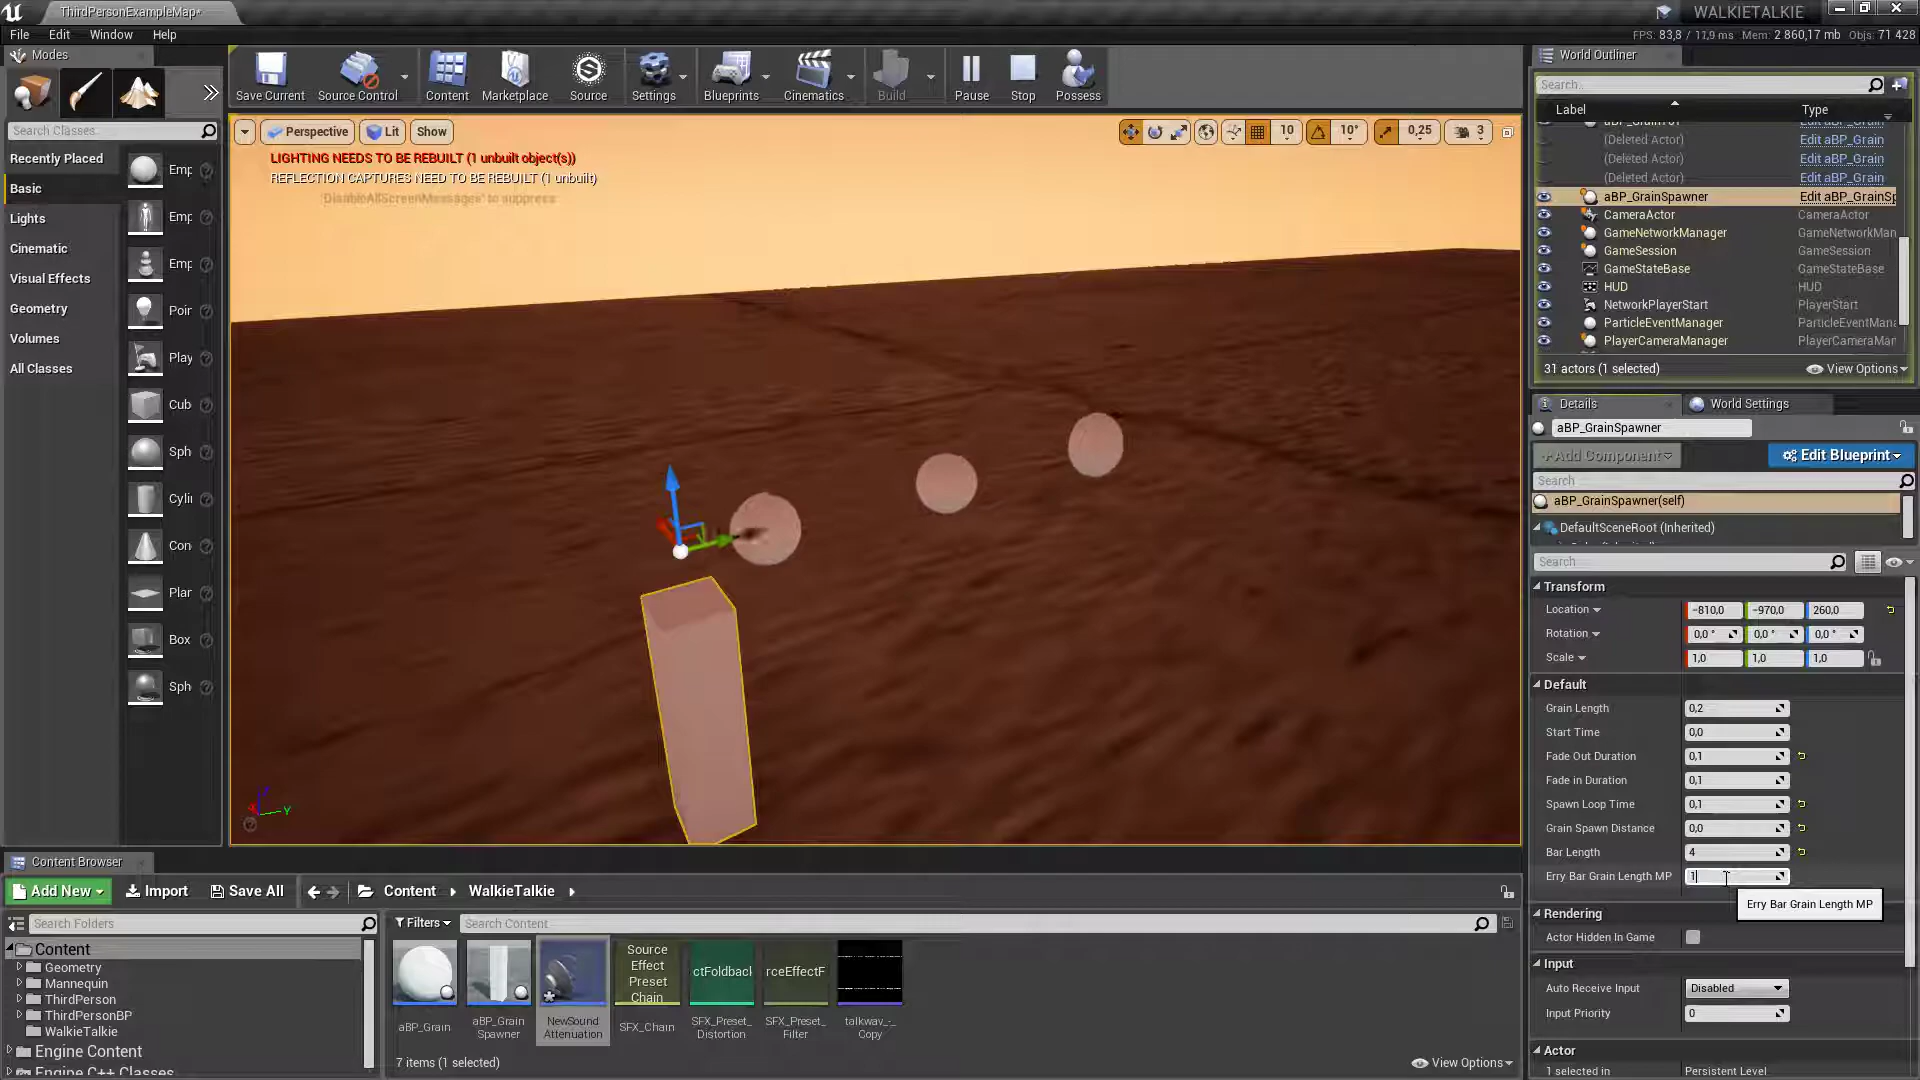 ThirdPersonExampleMap*
WALKIETALKIE
File Edit Window Help
FPS: 83,8 / 11,9 ms Mem: 2 860,17 mb Objs: 71 428
Modes
Save Current
Source Control
Content
Marketplace
Source
Settings
Blueprints
Cinematics
Build
Pause
Stop
Possess
Search Classes
Recently Placed
Basic
Lights
Cinematic
Visual Effects
Geometry
Volumes
All Classes
Emp
Emp
Emp
Poir
Play
Cub
Sph
Cylin
Con
Plar
Box
Sph
Perspective
Lit
Show
10
10°
0,25
3
LIGHTING NEEDS TO BE REBUILT (1 unbuilt object(s))
REFLECTION CAPTURES NEED TO BE REBUILT (1 unbuilt)
'DisableAllScreenMessages' to suppress
World Outliner
Search...
Label Type
(Deleted Actor) Edit aBP_Grain
(Deleted Actor) Edit aBP_Grain
(Deleted Actor) Edit aBP_Grain
aBP_GrainSpawner Edit aBP_GrainSp
CameraActor CameraActor
GameNetworkManager GameNetworkMan
GameSession GameSession
GameStateBase GameStateBase
HUD HUD
NetworkPlayerStart PlayerStart
ParticleEventManager ParticleEventMana
PlayerCameraManager PlayerCameraMan
31 actors (1 selected)
View Options
Details
World Settings
aBP_GrainSpawner
+ Add Component
Edit Blueprint
Search
aBP_GrainSpawner(self)
DefaultSceneRoot (Inherited)
Search
Transform
Location -810,0 -970,0 260,0
Rotation 0,0 ° 0,0 ° 0,0 °
Scale 1,0 1,0 1,0
Default
Grain Length 0,2
Start Time 0,0
Fade Out Duration 0,1
Fade in Duration 0,1
Spawn Loop Time 0,1
Grain Spawn Distance 0,0
Bar Length 4
Erry Bar Grain Length MP 1
Erry Bar Grain Length MP
Rendering
Actor Hidden In Game
Input
Auto Receive Input Disabled
Input Priority 0
Actor
1 selected in Persistent Level
Content Browser
Add New
Import
Save All
Content
WalkieTalkie
Search Folders
Filters
Search Content
Content
Geometry
Mannequin
ThirdPerson
ThirdPersonBP
WalkieTalkie
Engine Content
Engine C++ Classes
Source
Effect
Preset
Chain
ctFoldback
rceEffectF
aBP_Grain
aBP_Grain
Spawner
NewSound
Attenuation
SFX_Chain
SFX_Preset_
Distortion
SFX_Preset_
Filter
talkwav_-_
Copy
7 items (1 selected)
View Options